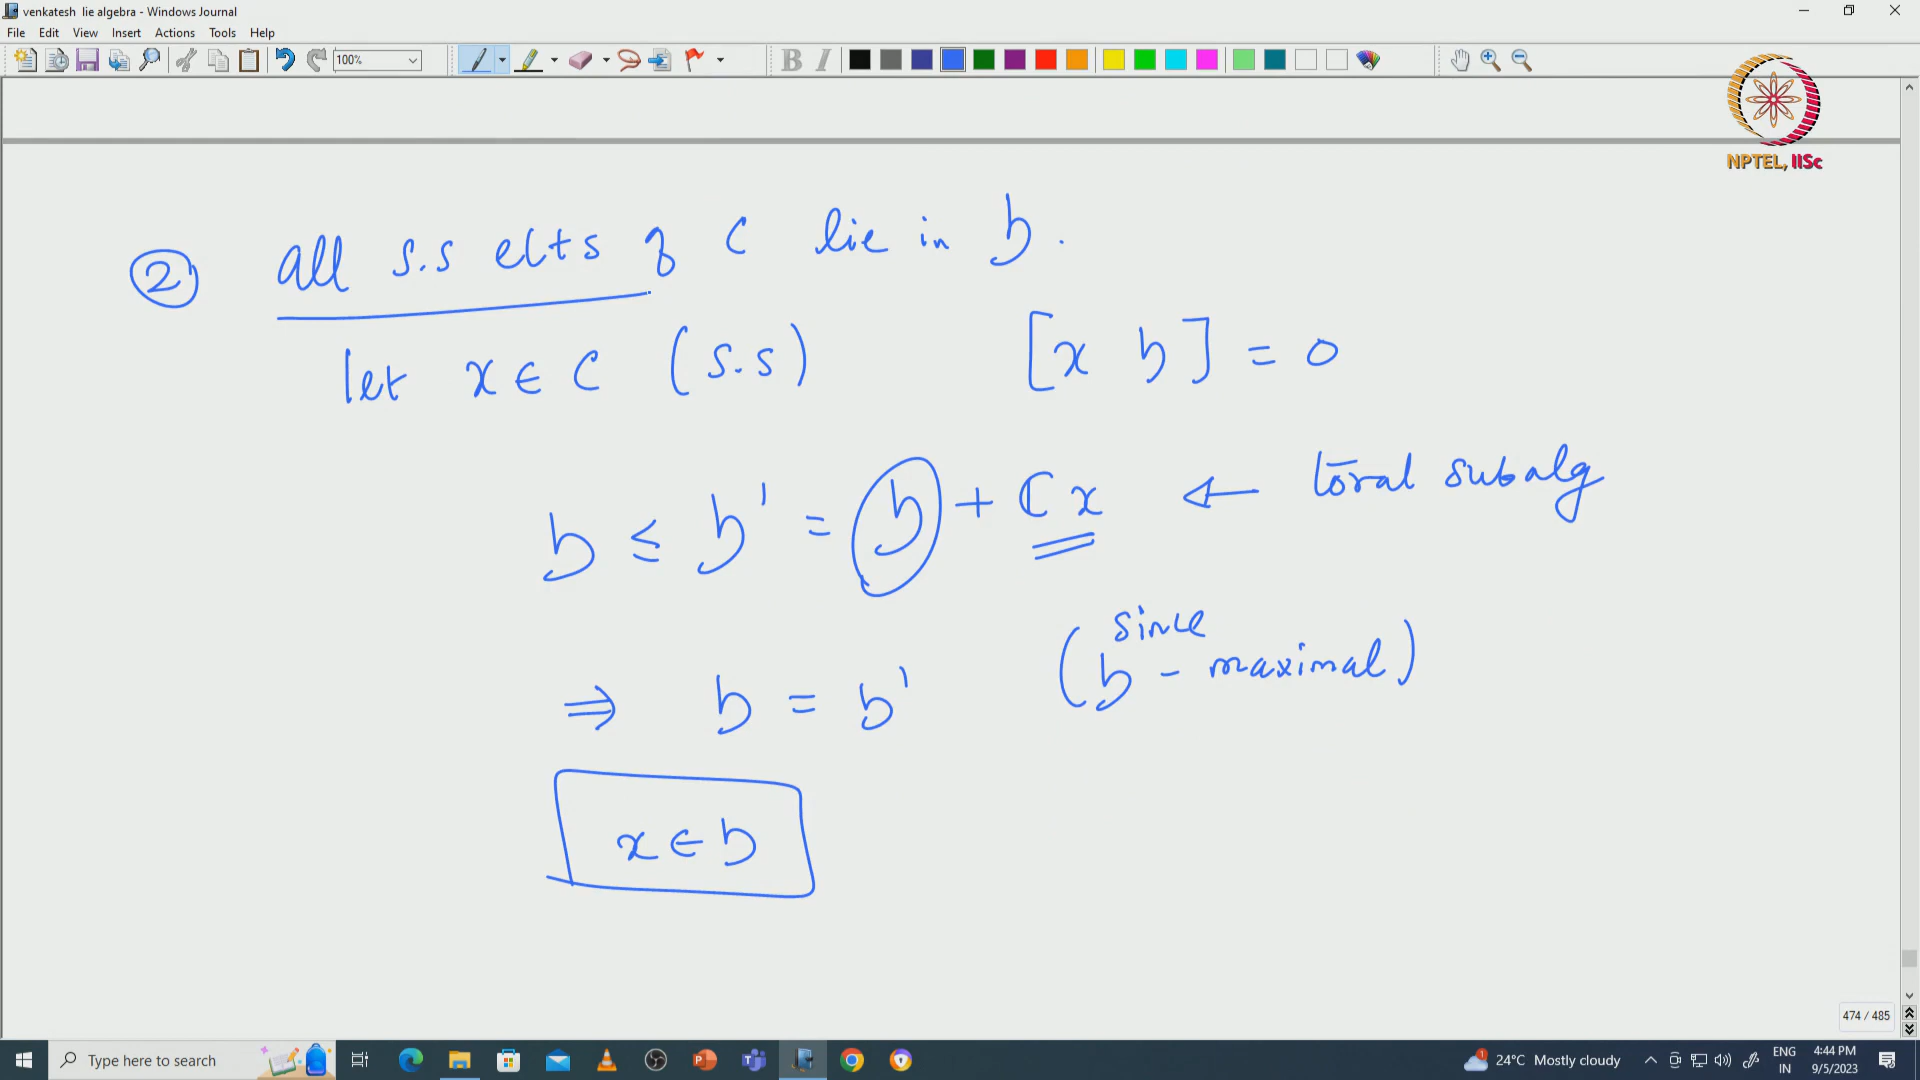 venkatesh lie algebra - Windows Journal
File Edit View Insert Actions Tools Help
100%
NPTEL, IISc
② All s.s elts of C lie in 𝔥.
let x ∈ C (s.s) [x 𝔥] = 0
𝔥 ≤ 𝔥' = 𝔥 + ℂx ← toral subalg
⇒ 𝔥 = 𝔥' (since 𝔥 - maximal)
x ∈ 𝔥
474 / 485
Type here to search
24°C Mostly cloudy
ENG
IN
4:44 PM
9/5/2023